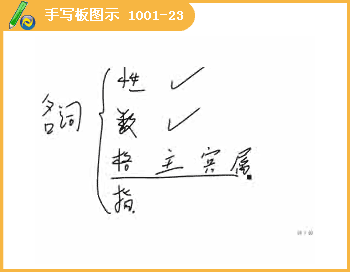 手写板图示 1001-23
名词
性 ✓
数 ✓
格 主 宾 属
指